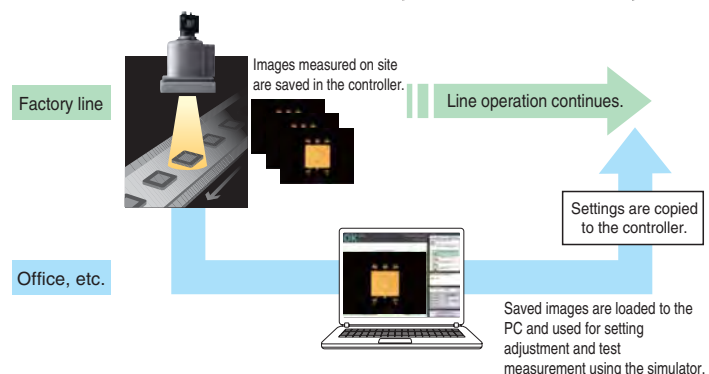 Images measured on site
are saved in the controller.
Factory line
Line operation continues.
Settings are copied
to the controller.
Office, etc.
OK
Saved images are loaded to the
PC and used for setting
adjustment and test
measurement using the simulator.